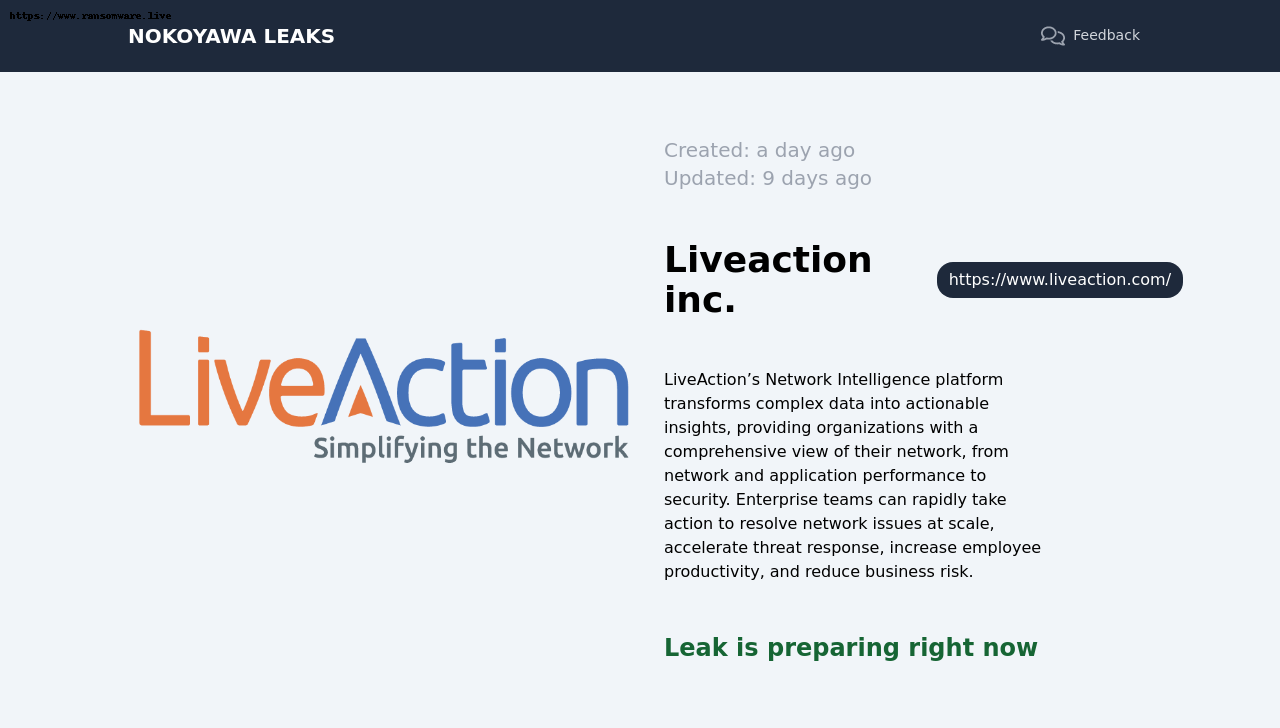 https://www.ransomware.live
NOKOYAWA LEAKS
Feedback
Created: a day ago
Updated: 9 days ago
Liveaction
inc.
https://www.liveaction.com/
LiveAction
Simplifying the Network
LiveAction’s Network Intelligence platform
transforms complex data into actionable
insights, providing organizations with a
comprehensive view of their network, from
network and application performance to
security. Enterprise teams can rapidly take
action to resolve network issues at scale,
accelerate threat response, increase employee
productivity, and reduce business risk.
Leak is preparing right now